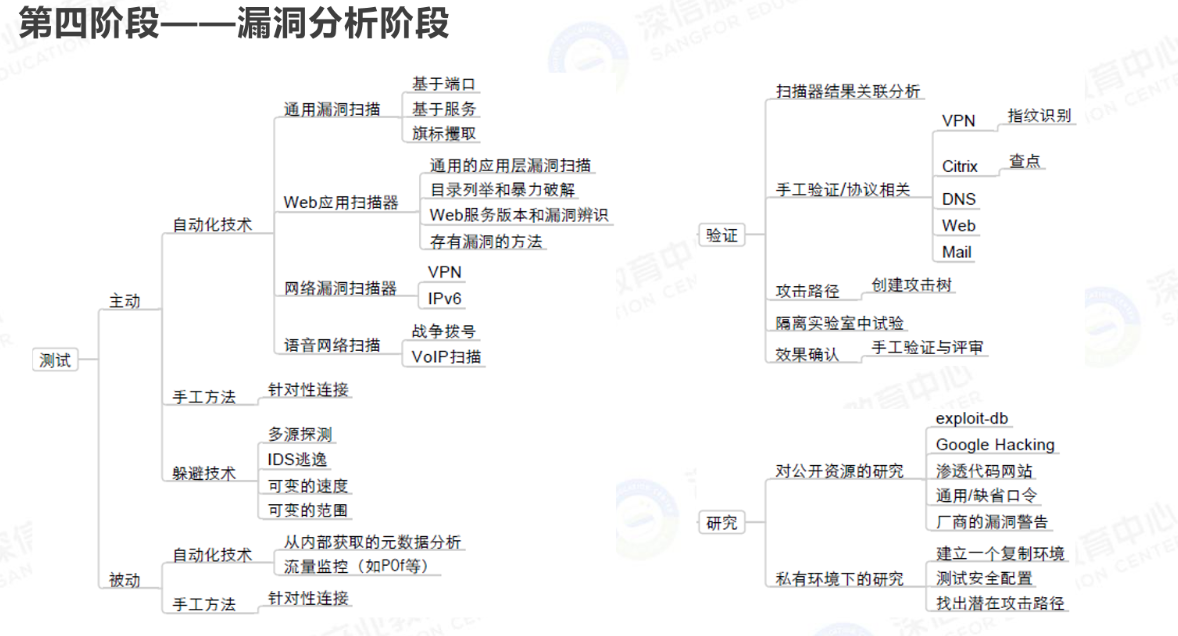 第四阶段——漏洞分析阶段
测试
主动
自动化技术
通用漏洞扫描
基于端口
基于服务
旗标攫取
Web应用扫描器
通用的应用层漏洞扫描
目录列举和暴力破解
Web服务版本和漏洞辨识
存有漏洞的方法
网络漏洞扫描器
VPN
IPv6
语音网络扫描
战争拨号
VoIP扫描
手工方法
针对性连接
躲避技术
多源探测
IDS逃逸
可变的速度
可变的范围
被动
自动化技术
从内部获取的元数据分析
流量监控（如P0f等）
手工方法
针对性连接
验证
扫描器结果关联分析
手工验证/协议相关
VPN
指纹识别
Citrix
查点
DNS
Web
Mail
攻击路径
创建攻击树
隔离实验室中试验
效果确认
手工验证与评审
研究
对公开资源的研究
exploit-db
Google Hacking
渗透代码网站
通用/缺省口令
厂商的漏洞警告
私有环境下的研究
建立一个复制环境
测试安全配置
找出潜在攻击路径